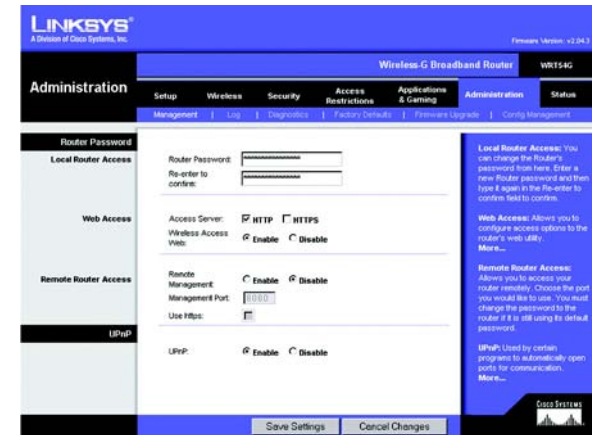 LINKSYS®
A Division of Cisco Systems, Inc.
Firmware Version: v2.04.3
Wireless-G Broadband Router WRT54G
Administration
Setup Wireless Security Access Restrictions Applications & Gaming Administration Status
Management | Log | Diagnostics | Factory Defaults | Firmware Upgrade | Config Management
Router Password
Local Router Access
Router Password:
Re-enter to
confirm:
Web Access
Access Server: HTTP HTTPS
Wireless Access
Web: Enable Disable
Remote Router Access
Remote
Management: Enable Disable
Management Port: 8080
Use https:
UPnP
UPnP: Enable Disable
Local Router Access: You
can change the Router's
password from here. Enter a
new Router password and then
type it again in the Re-enter to
confirm field to confirm.
Web Access: Allows you to
configure access options to the
router's web utility.
More...
Remote Router Access:
Allows you to access your
router remotely. Choose the port
you would like to use. You must
change the password to the
router if it is still using its default
password.
UPnP: Used by certain
programs to automatically open
ports for communication.
More...
Save Settings Cancel Changes
CISCO SYSTEMS